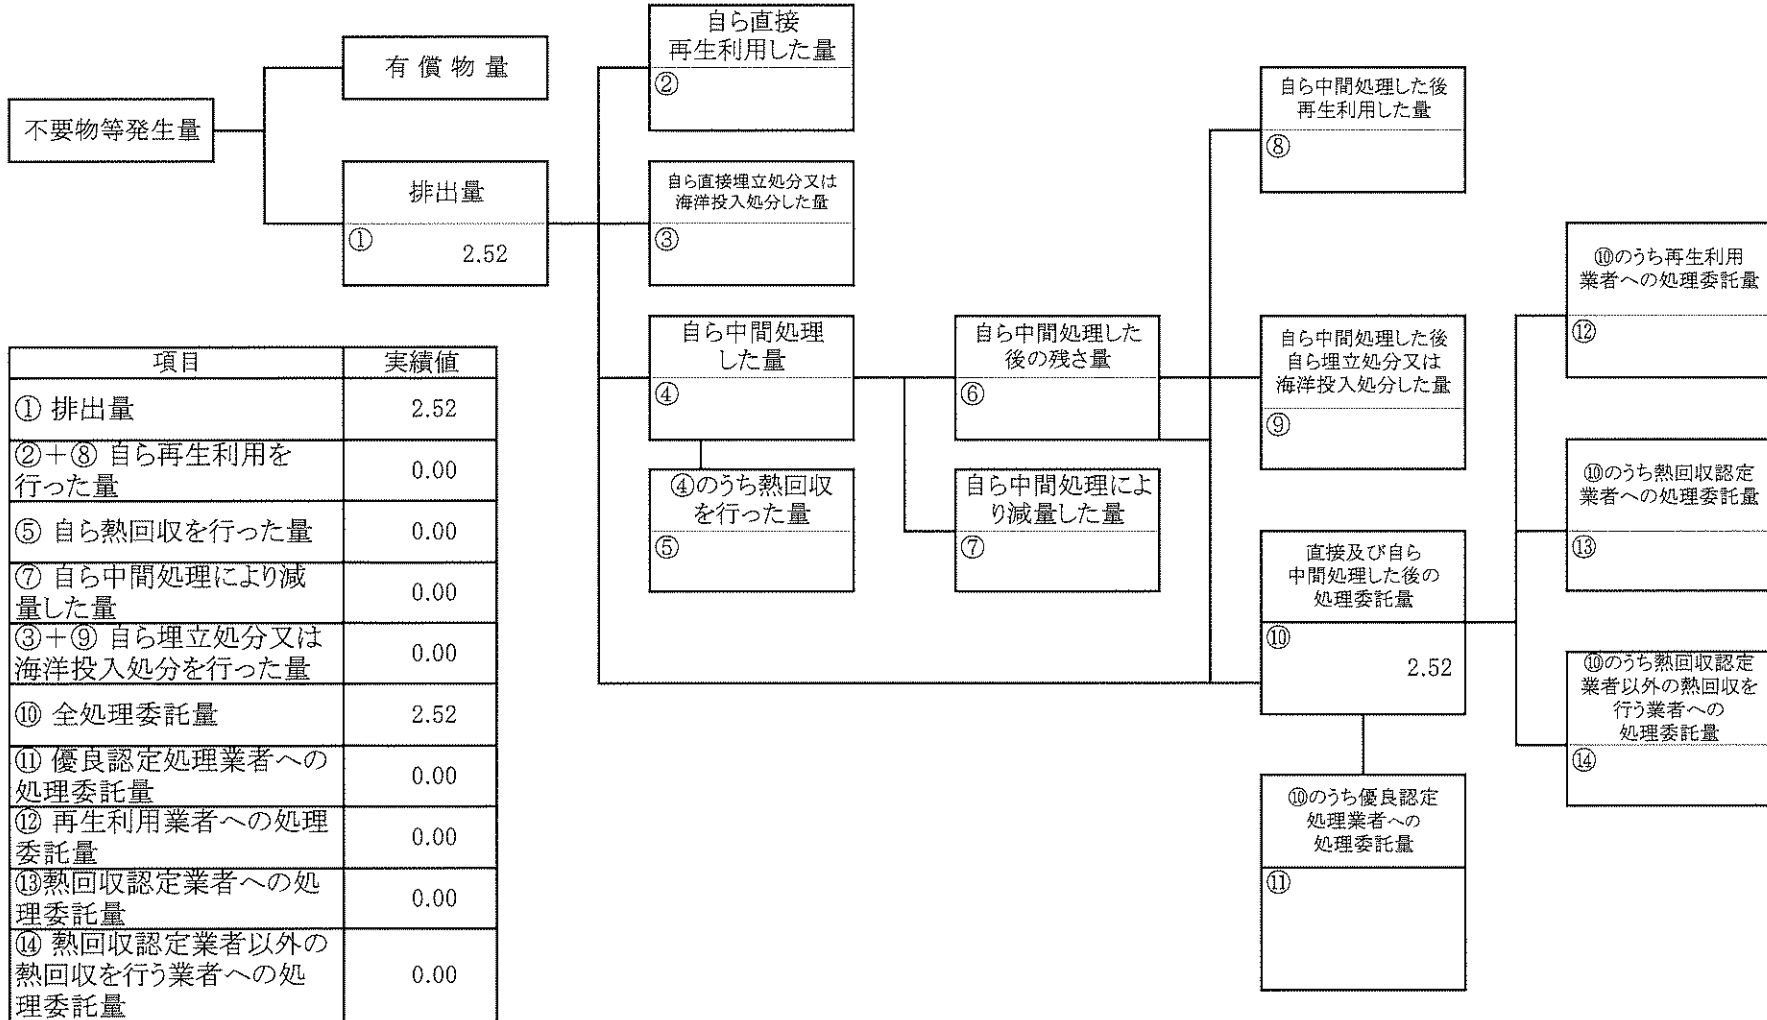 不要物等発生量
有償物量
排出量
①
2.52
自ら直接
再生利用した量
②
自ら直接埋立処分又は
海洋投入処分した量
③
自ら中間処理
した量
④
④のうち熱回収
を行った量
⑤
自ら中間処理した
後の残さ量
⑥
自ら中間処理によ
り減量した量
⑦
自ら中間処理した後
再生利用した量
⑧
自ら中間処理した後
自ら埋立処分又は
海洋投入処分した量
⑨
直接及び自ら
中間処理した後の
処理委託量
⑩
2.52
⑩のうち優良認定
処理業者への
処理委託量
⑪
⑩のうち再生利用
業者への処理委託量
⑫
⑩のうち熱回収認定
業者への処理委託量
⑬
⑩のうち熱回収認定
業者以外の熱回収を
行う業者への
処理委託量
⑭
項目 実績値
① 排出量 2.52
②+⑧ 自ら再生利用を
行った量 0.00
⑤ 自ら熱回収を行った量 0.00
⑦ 自ら中間処理により減
量した量 0.00
③+⑨ 自ら埋立処分又は
海洋投入処分を行った量 0.00
⑩ 全処理委託量 2.52
⑪ 優良認定処理業者への
処理委託量 0.00
⑫ 再生利用業者への処理
委託量 0.00
⑬熱回収認定業者への処
理委託量 0.00
⑭ 熱回収認定業者以外の
熱回収を行う業者への処
理委託量 0.00